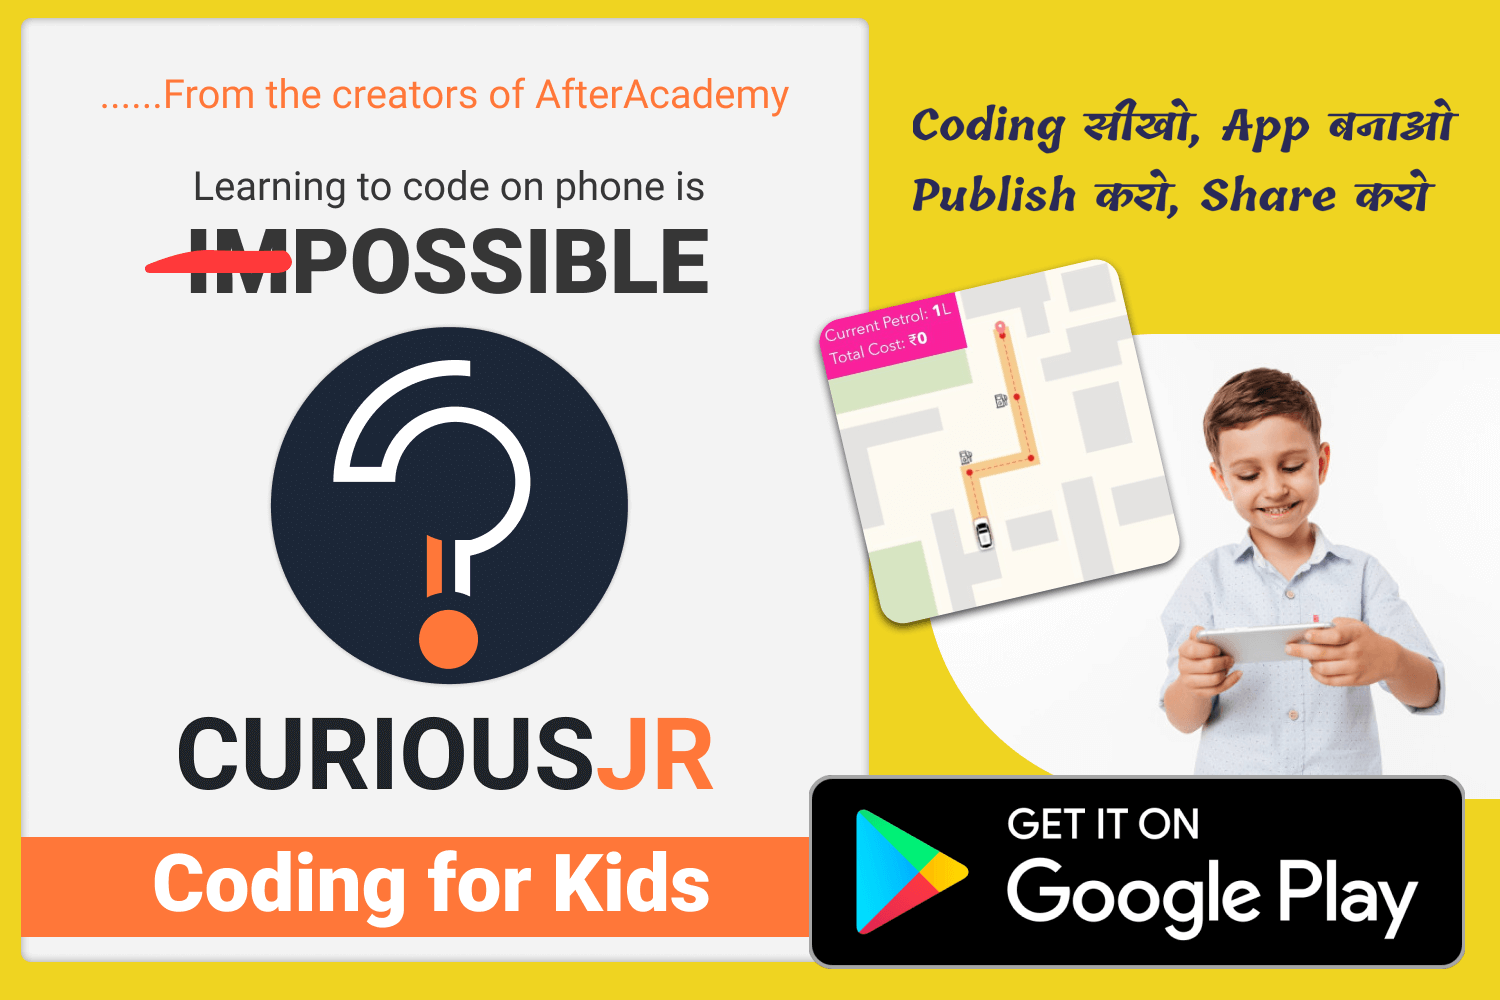 ......From the creators of AfterAcademy
Learning to code on phone is
IMPOSSIBLE
CURIOUSJR
Coding for Kids
Coding सीखो, App बनाओ
Publish करो, Share करो
Current Petrol: 1L
Total Cost: ₹0
GET IT ON
Google Play